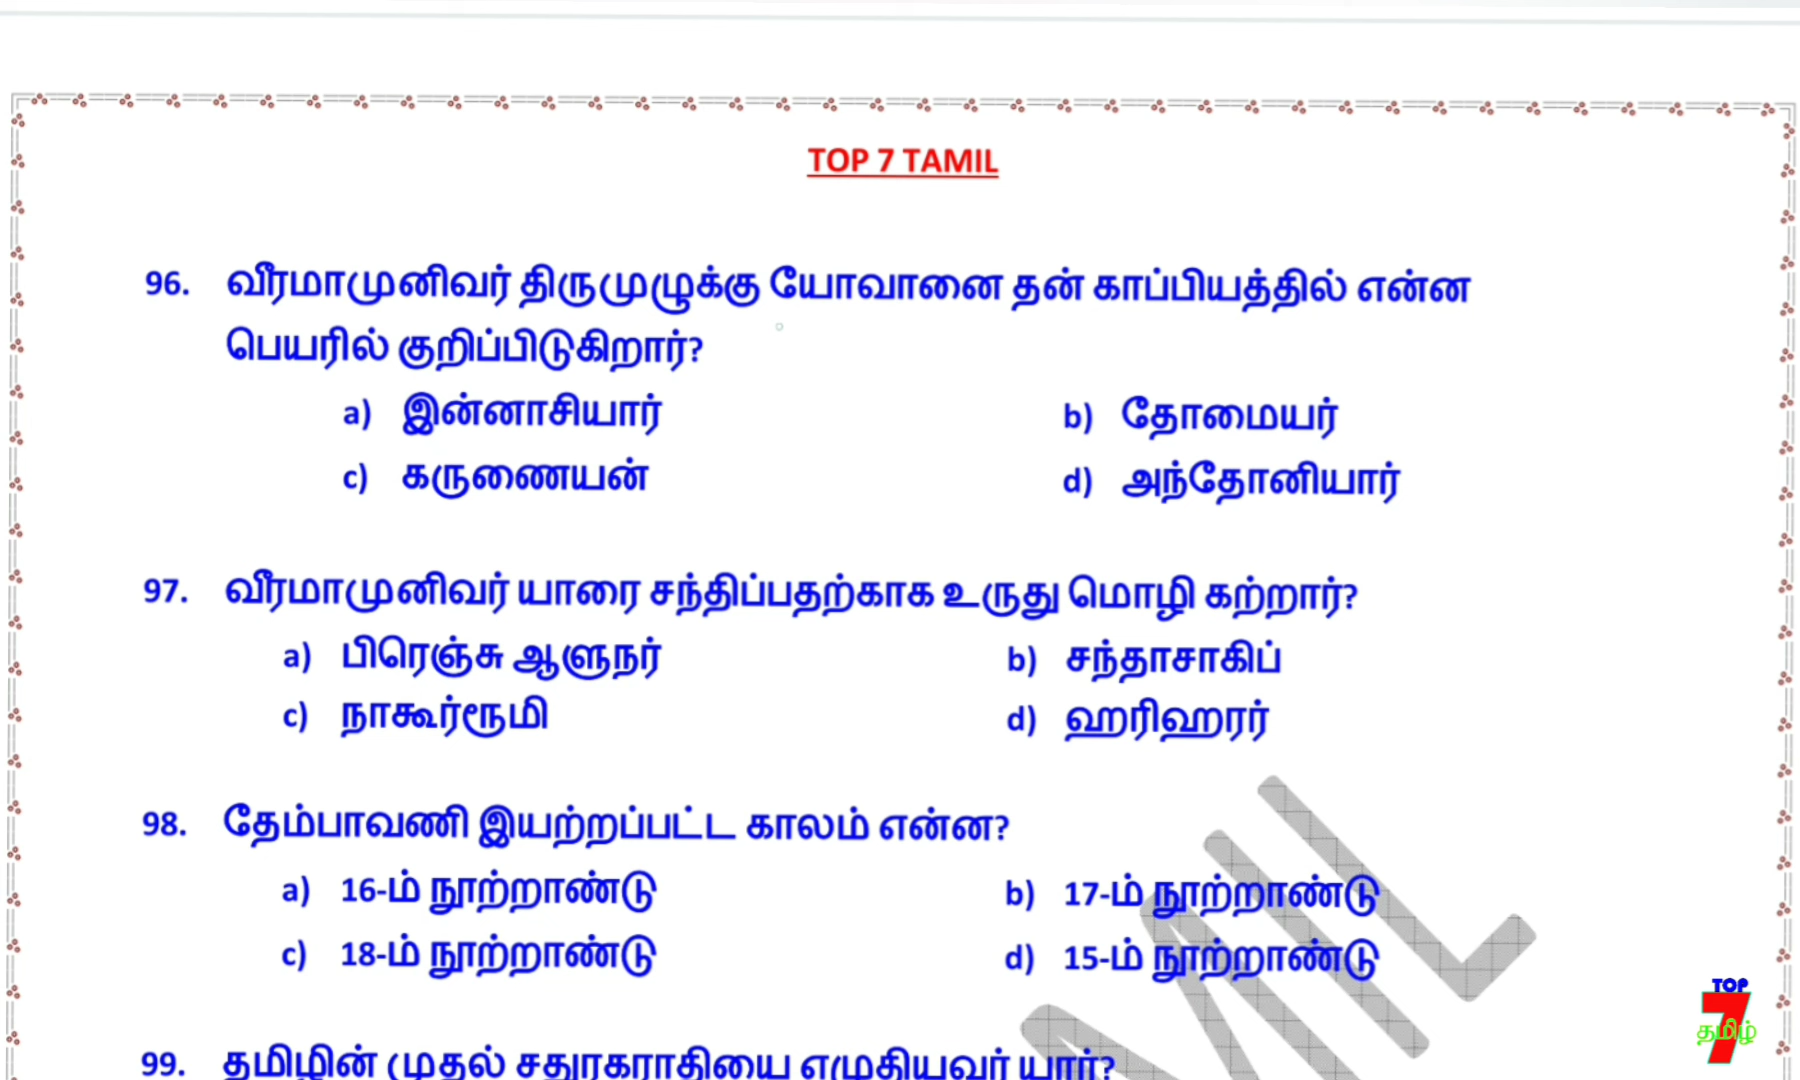 TOP 7 TAMIL
96. வீரமாமுனிவர் திருமுழுக்கு யோவானை தன் காப்பியத்தில் என்ன
பெயரில் குறிப்பிடுகிறார்?
a) இன்னாசியார் b) தோமையர்
c) கருணையன் d) அந்தோனியார்
97. வீரமாமுனிவர் யாரை சந்திப்பதற்காக உருது மொழி கற்றார்?
a) பிரெஞ்சு ஆளுநர் b) சந்தாசாகிப்
c) நாகூர்ரூமி d) ஹரிஹரர்
98. தேம்பாவணி இயற்றப்பட்ட காலம் என்ன?
a) 16-ம் நூற்றாண்டு b) 17-ம் நூற்றாண்டு
c) 18-ம் நூற்றாண்டு d) 15-ம் நூற்றாண்டு
99. தமிழின் முதல் சதுரகராதியை எழுதியவர் யார்?
TOP
7
தமிழ்